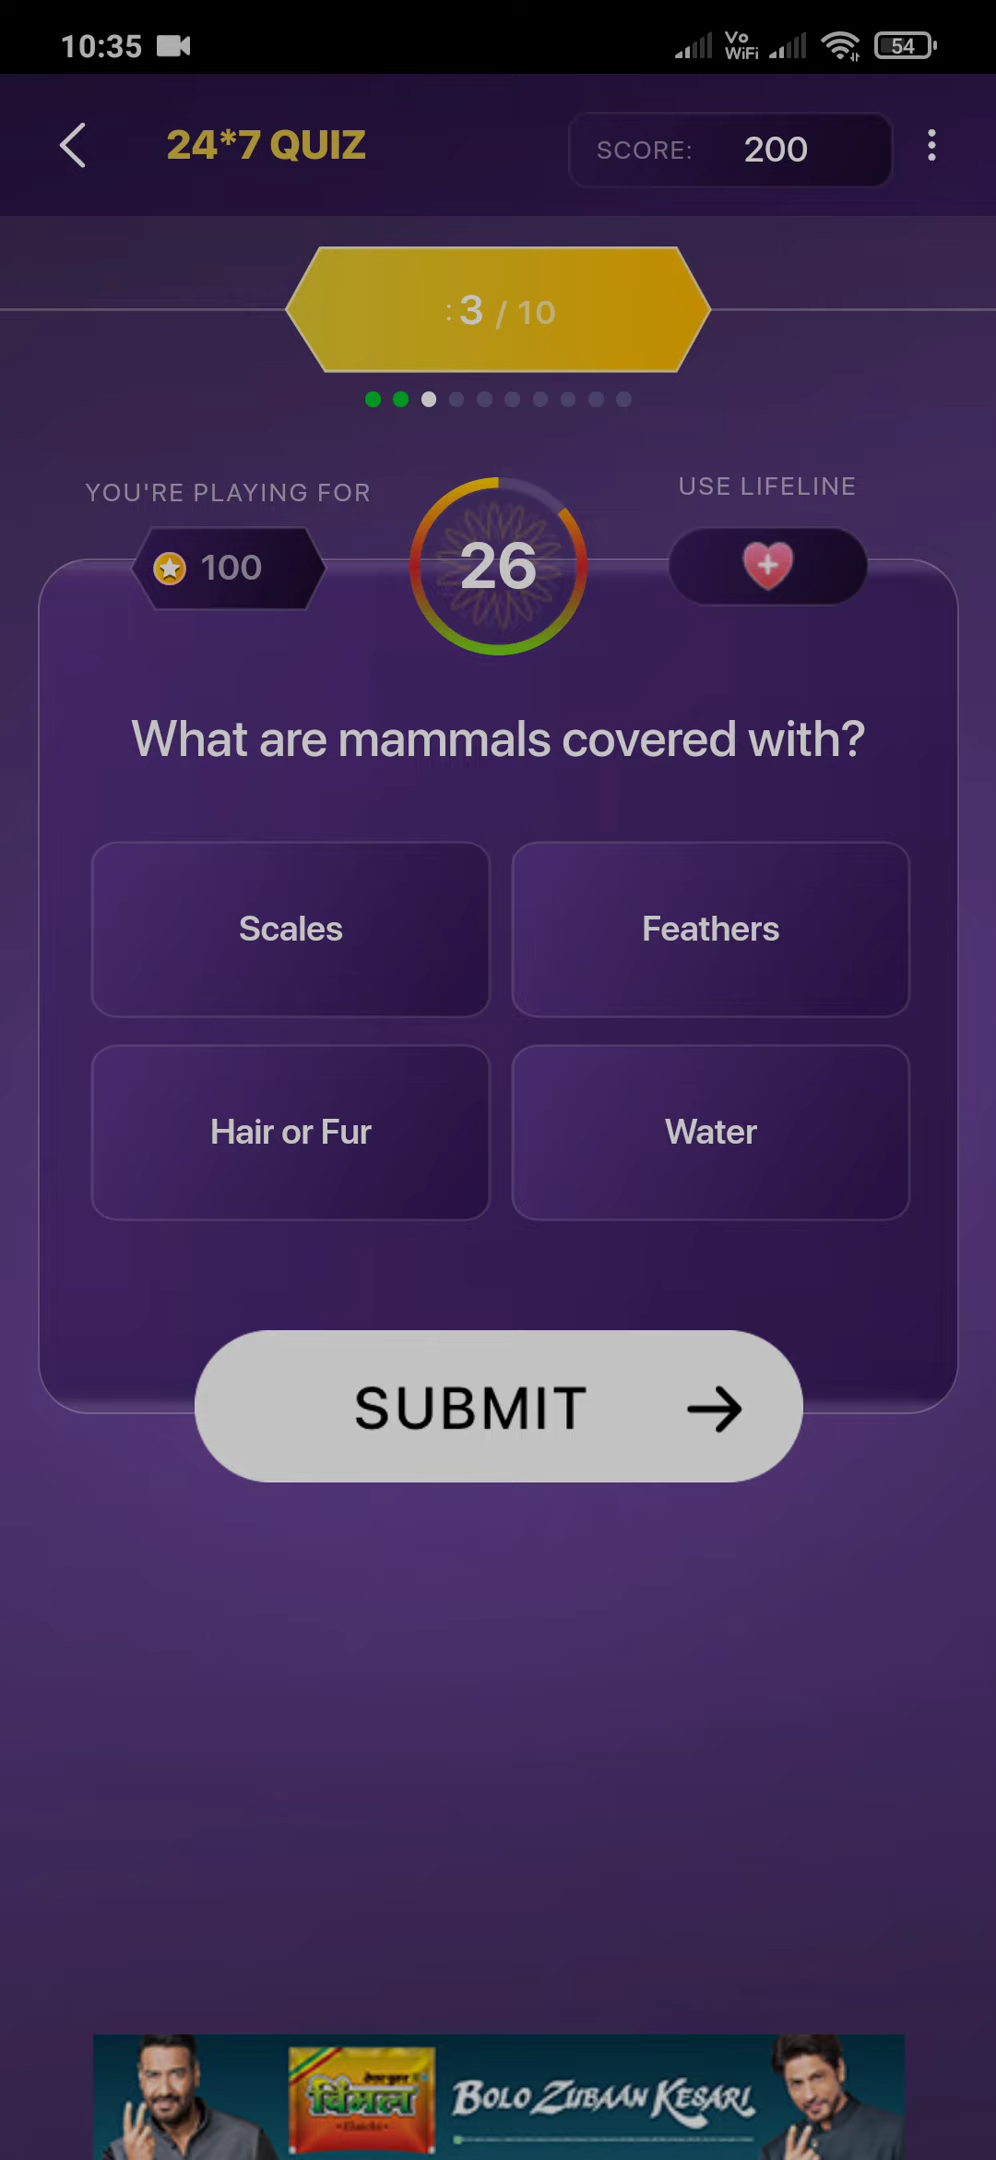 10:35
Vo
WiFi
54
24*7 QUIZ
SCORE: 200
: 3 / 10
YOU'RE PLAYING FOR
USE LIFELINE
100
26
What are mammals covered with?
Scales
Feathers
Hair or Fur
Water
SUBMIT
विमल
BOLO ZUBAAN KESARI